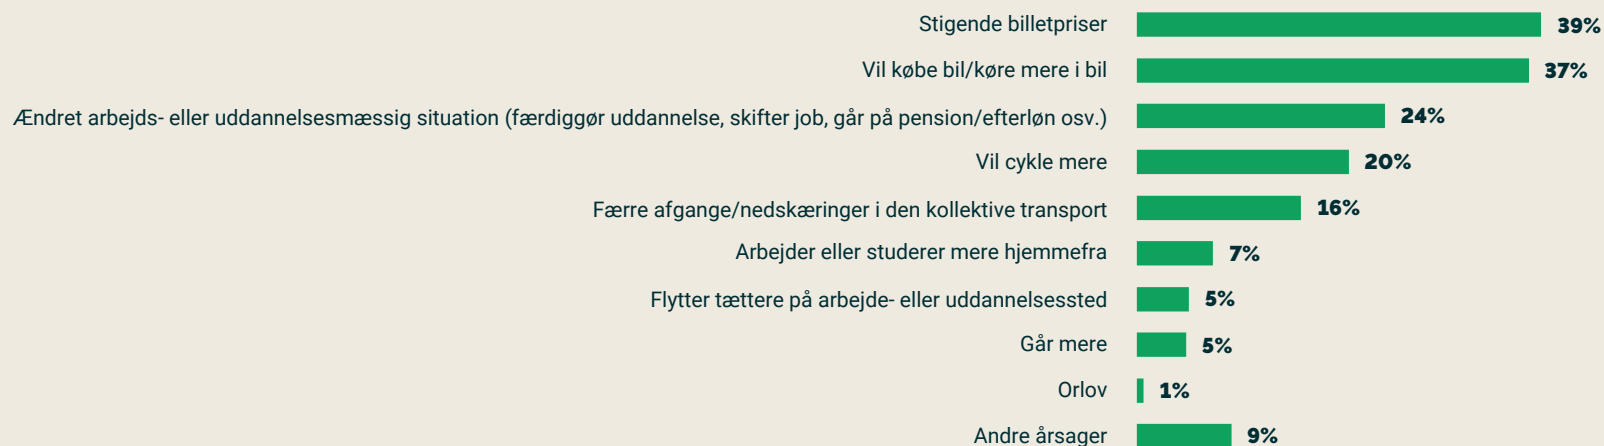 Stigende billetpriser 39%
Vil købe bil/køre mere i bil 37%
Ændret arbejds- eller uddannelsesmæssig situation (færdiggør uddannelse, skifter job, går på pension/efterløn osv.) 24%
Vil cykle mere 20%
Færre afgange/nedskæringer i den kollektive transport 16%
Arbejder eller studerer mere hjemmefra 7%
Flytter tættere på arbejde- eller uddannelsessted 5%
Går mere 5%
Orlov 1%
Andre årsager 9%